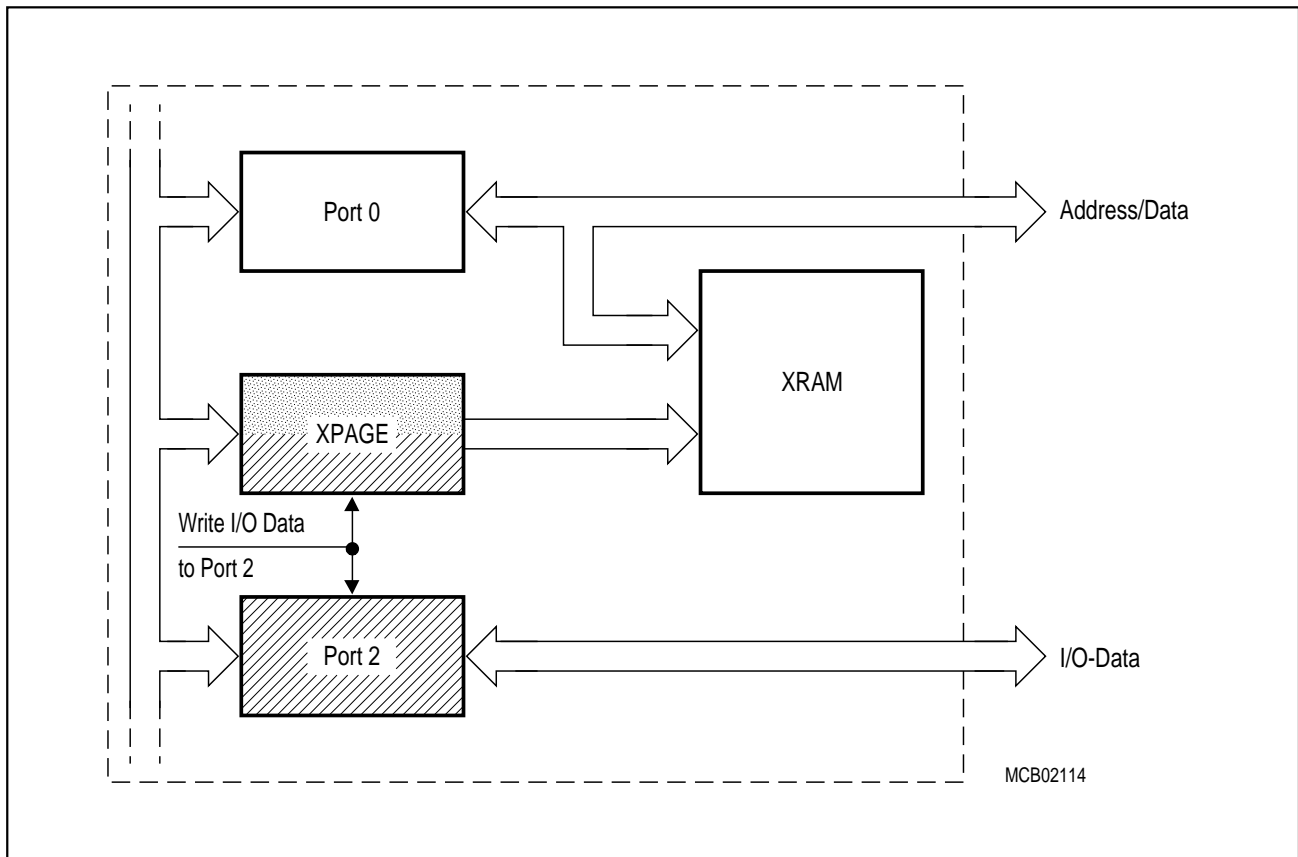 Port 0
Address/Data
XRAM
XPAGE
Write I/O Data
to Port 2
Port 2
I/O-Data
MCB02114